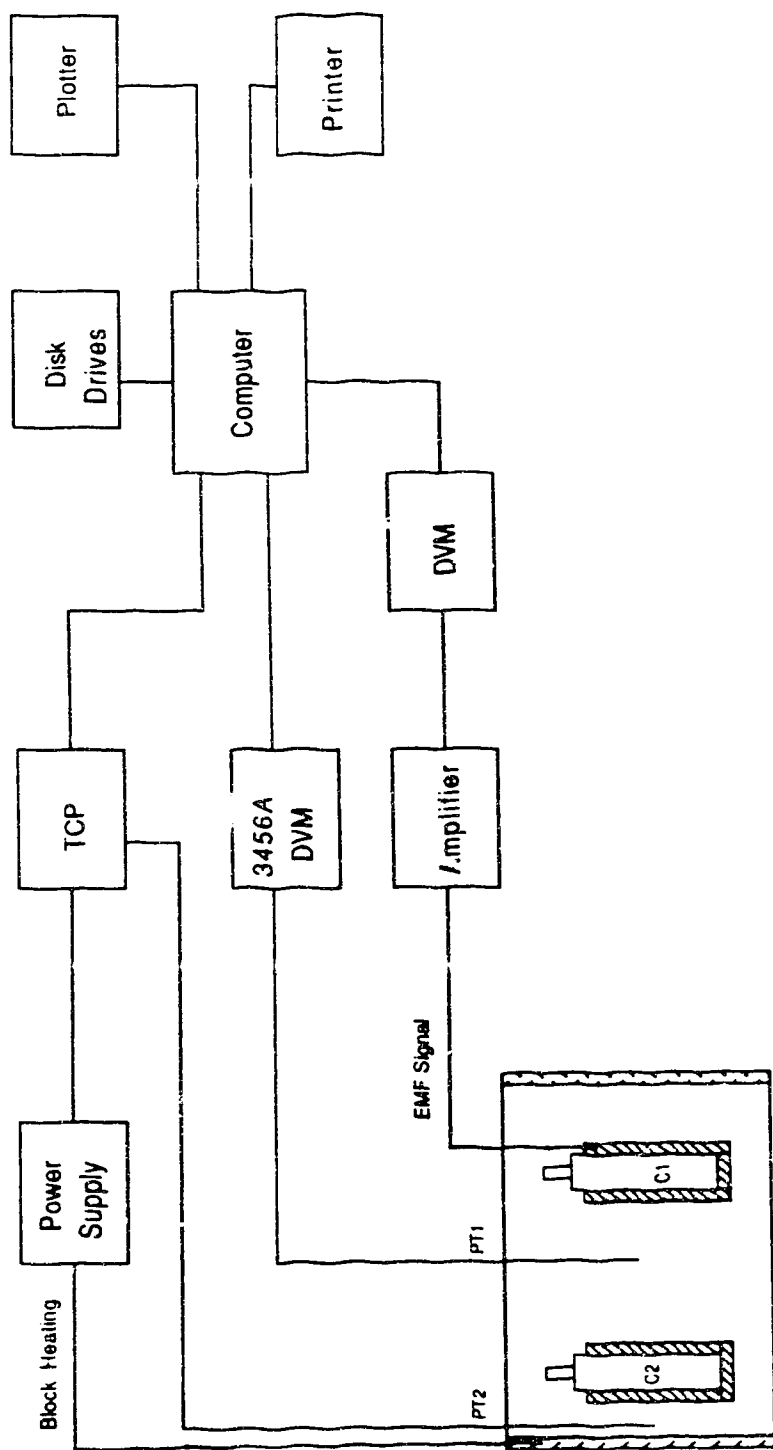 Plotter
Printer
Disk
Drives
Computer
DVM
TCP
3456A
DVM
/.mplifier
Power
Supply
Block Heating
EMF Signal
PT1
PT2
C1
C2